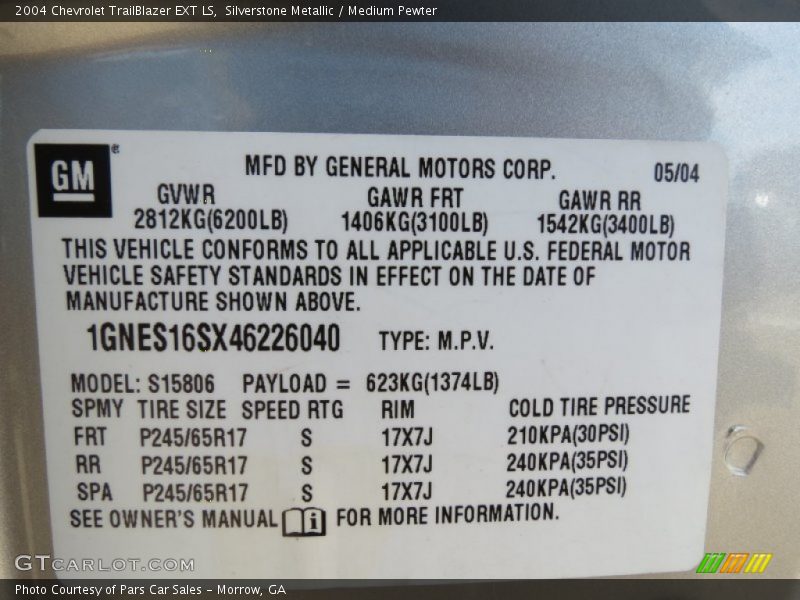 2004 Chevrolet TrailBlazer EXT LS, Silverstone Metallic / Medium Pewter
GM®
MFD BY GENERAL MOTORS CORP. 05/04
GVWR GAWR FRT GAWR RR
2812KG(6200LB) 1406KG(3100LB) 1542KG(3400LB)
THIS VEHICLE CONFORMS TO ALL APPLICABLE U.S. FEDERAL MOTOR
VEHICLE SAFETY STANDARDS IN EFFECT ON THE DATE OF
MANUFACTURE SHOWN ABOVE.
1GNES16SX46226040 TYPE: M.P.V.
MODEL: S15806 PAYLOAD = 623KG(1374LB)
SPMY TIRE SIZE SPEED RTG RIM COLD TIRE PRESSURE
FRT P245/65R17 S 17X7J 210KPA(30PSI)
RR P245/65R17 S 17X7J 240KPA(35PSI)
SPA P245/65R17 S 17X7J 240KPA(35PSI)
SEE OWNER'S MANUAL i FOR MORE INFORMATION.
GTCarLot.com
Photo Courtesy of Pars Car Sales - Morrow, GA